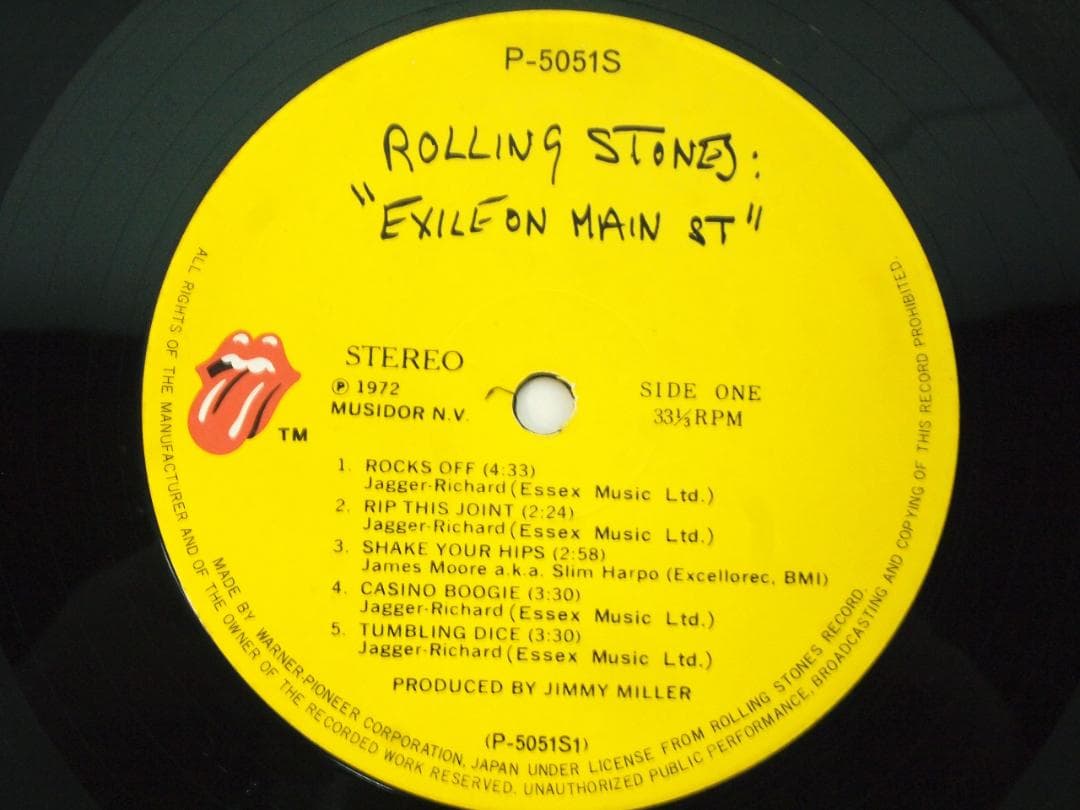 P-5051S
ROLLING STONES:
"EXILE ON MAIN ST"
STEREO
Ⓟ 1972
MUSIDOR N.V.
SIDE ONE
33⅓ RPM
TM
1. ROCKS OFF (4:33)
Jagger-Richard (Essex Music Ltd.)
2. RIP THIS JOINT (2:24)
Jagger-Richard (Essex Music Ltd.)
3. SHAKE YOUR HIPS (2:58)
James Moore a.k.a. Slim Harpo (Excellorec, BMI)
4. CASINO BOOGIE (3:30)
Jagger-Richard (Essex Music Ltd.)
5. TUMBLING DICE (3:30)
Jagger-Richard (Essex Music Ltd.)
PRODUCED BY JIMMY MILLER
(P-5051S1)
MADE BY WARNER-PIONEER CORPORATION, JAPAN UNDER LICENSE FROM ROLLING STONES RECORD.
ALL RIGHTS OF THE MANUFACTURER AND OF THE OWNER OF THE RECORDED WORK RESERVED. UNAUTHORIZED PUBLIC PERFORMANCE, BROADCASTING AND COPYING OF THIS RECORD PROHIBITED.